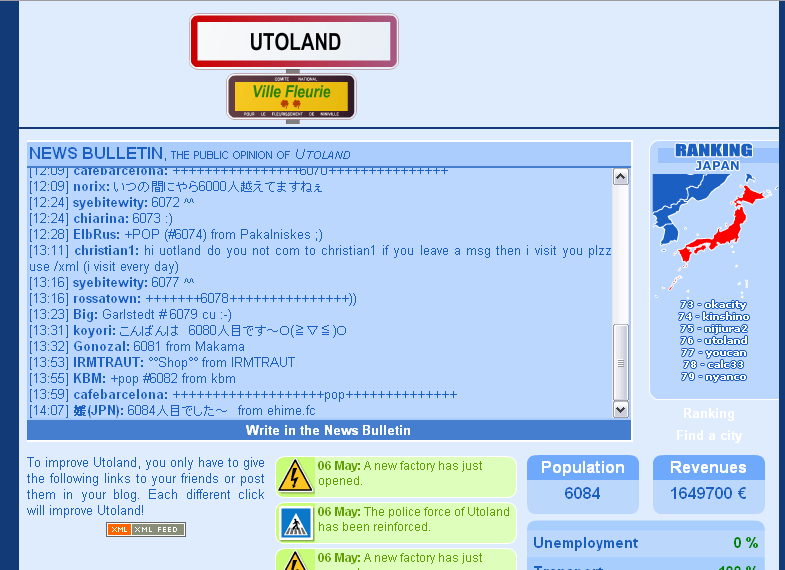 UTOLAND
COMITE NATIONAL
Ville Fleurie
POUR LE FLEURISSEMENT DE MINIVILLE
NEWS BULLETIN, THE PUBLIC OPINION OF UTOLAND
[12:09] cafebarcelona: ++++++++++++++++6070+++++++++++++++
[12:09] norix: いつの間にやら6000人越えてますねぇ
[12:24] syebitewity: 6072 ^^
[12:24] chiarina: 6073 :)
[12:28] ElbRus: +POP (#6074) from Pakalniskes ;)
[13:11] christian1: hi uotland do you not com to christian1 if you leave a msg then i visit you plzz
use /xml (i visit every day)
[13:16] syebitewity: 6077 ^^
[13:16] rossatown: +++++++6078+++++++++++++++))
[13:23] Big: Garlstedt #6079 cu :-)
[13:31] koyori: こんばんは 6080人目です～O(≧▽≦)O
[13:32] Gonozal: 6081 from Makama
[13:53] IRMTRAUT: °°Shop°° from IRMTRAUT
[13:55] KBM: +pop #6082 from kbm
[13:59] cafebarcelona: +++++++++++++++++++pop++++++++++++++
[14:07] 媛(JPN): 6084人目でした～ from ehime.fc
Write in the News Bulletin
RANKING
JAPAN
73 - okacity
74 - kinshino
75 - nijiura2
76 - utoland
77 - youcan
78 - calc33
79 - nyanco
Ranking
Find a city
To improve Utoland, you only have to give
the following links to your friends or post
them in your blog. Each different click
will improve Utoland!
XML XML FEED
06 May: A new factory has just
opened.
06 May: The police force of Utoland
has been reinforced.
06 May: A new factory has just
Population
6084
Revenues
1649700 €
Unemployment 0 %
Transport 100 %